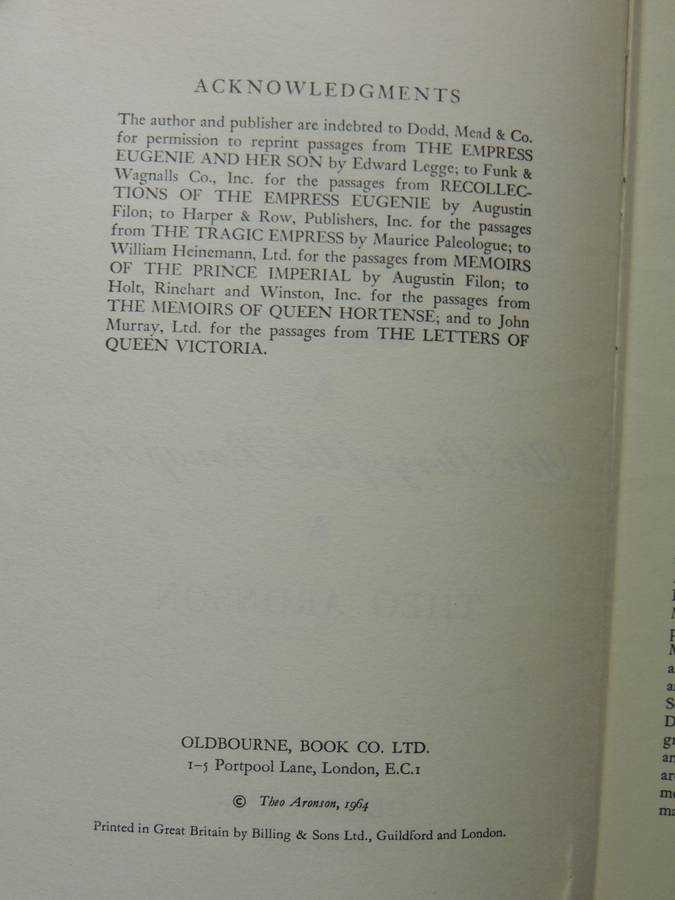 ACKNOWLEDGMENTS
The author and publisher are indebted to Dodd, Mead & Co.
for permission to reprint passages from THE EMPRESS
EUGENIE AND HER SON by Edward Legge; to Funk &
Wagnalls Co., Inc. for the passages from RECOLLEC-
TIONS OF THE EMPRESS EUGENIE by Augustin
Filon; to Harper & Row, Publishers, Inc. for the passages
from THE TRAGIC EMPRESS by Maurice Paleologue; to
William Heinemann, Ltd. for the passages from MEMOIRS
OF THE PRINCE IMPERIAL by Augustin Filon; to
Holt, Rinehart and Winston, Inc. for the passages from
THE MEMOIRS OF QUEEN HORTENSE; and to John
Murray, Ltd. for the passages from THE LETTERS OF
QUEEN VICTORIA.
THEO ARONSON
OLDBOURNE, BOOK CO. LTD.
1-5 Portpool Lane, London, E.C.1
© Theo Aronson, 1964
Printed in Great Britain by Billing & Sons Ltd., Guildford and London.